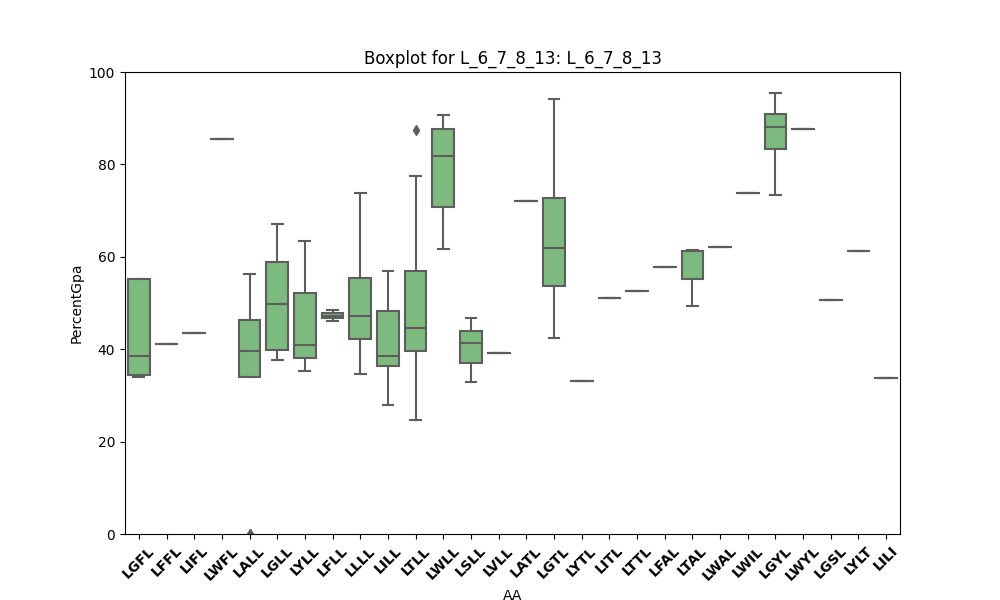 Boxplot for L_6_7_8_13: L_6_7_8_13
100
80
60
40
20
0
PercentGpa
LGFL LFFL LIFL LWFL LALL LGLL LYLL LFLL LLLL LILL LTLL LWLL LSLL LVLL LATL LGTL LYTL LITL LTTL LFAL LTAL LWAL LWIL LGYL LWYL LGSL LYLT LILI
AA